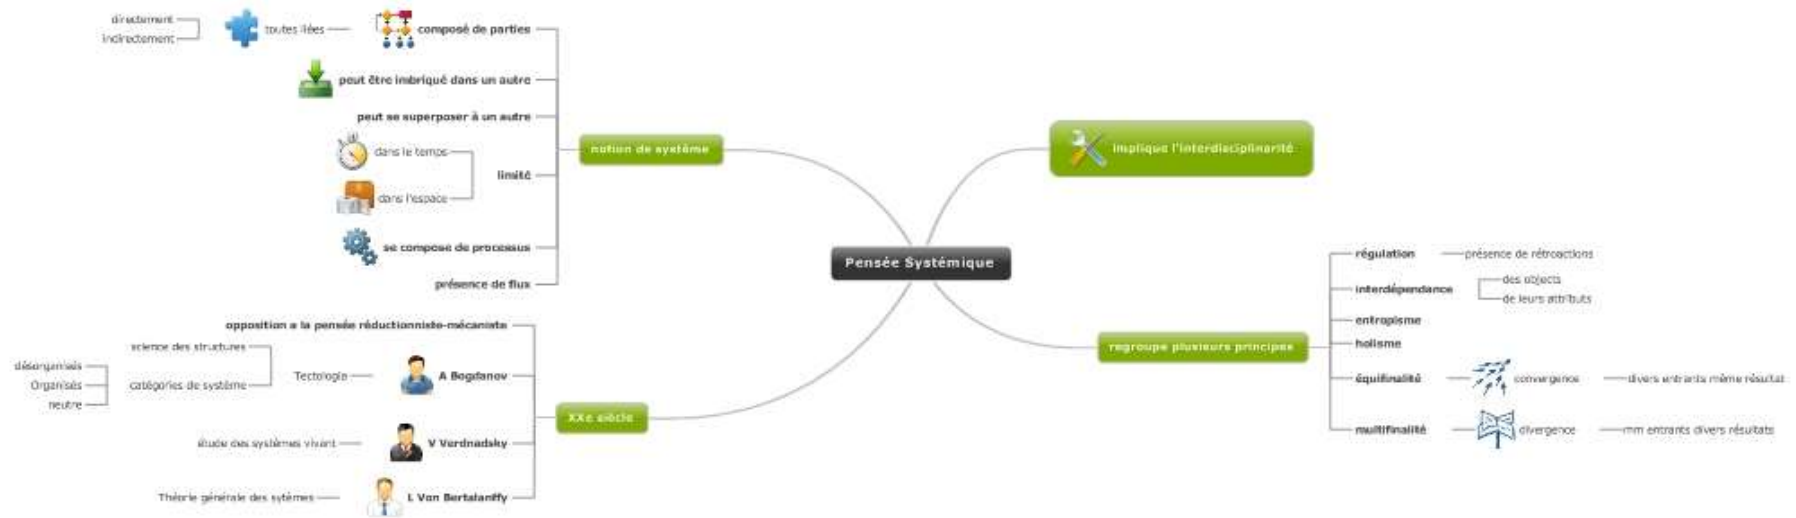 Pensée Systémique
notion de système
composé de parties
toutes liées
directement
indirectement
peut être imbriqué dans un autre
peut se superposer à un autre
limité
dans le temps
dans l'espace
se compose de processus
présence de flux
XXe siècle
opposition a la pensée réductionniste-mécaniste
A Bogdanov
Tectologia
science des structures
catégories de système
désorganisés
Organisés
neutre
V Verdnadsky
étude des systèmes vivant
L Von Bertalanffy
Théorie générale des sytèmes
implique l'interdisciplinarité
regroupe plusieurs principes
régulation
présence de rétroactions
interdépendance
des objects
de leurs attributs
entropisme
holisme
équifinalité
convergence
divers entrants même résultat
multifinalité
divergence
mm entrants divers résultats